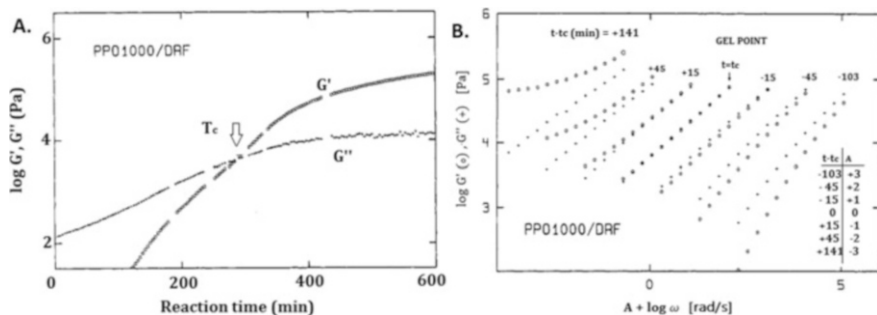 A.
6
PPO1000/DRF
G'
Tc
4
G"
2
log G', G" (Pa)
0
200
400
600
Reaction time (min)
B.
t-tc (min) = +141
GEL POINT
+45
+15
t=tc
-15
-45
-103
5
4
3
log G' (o), G" (+) [Pa]
t-tc A
-103 +3
-45 +2
-15 +1
0 0
+15 -1
+45 -2
+141 -3
PPO1000/DRF
0
5
A + log ω [rad/s]